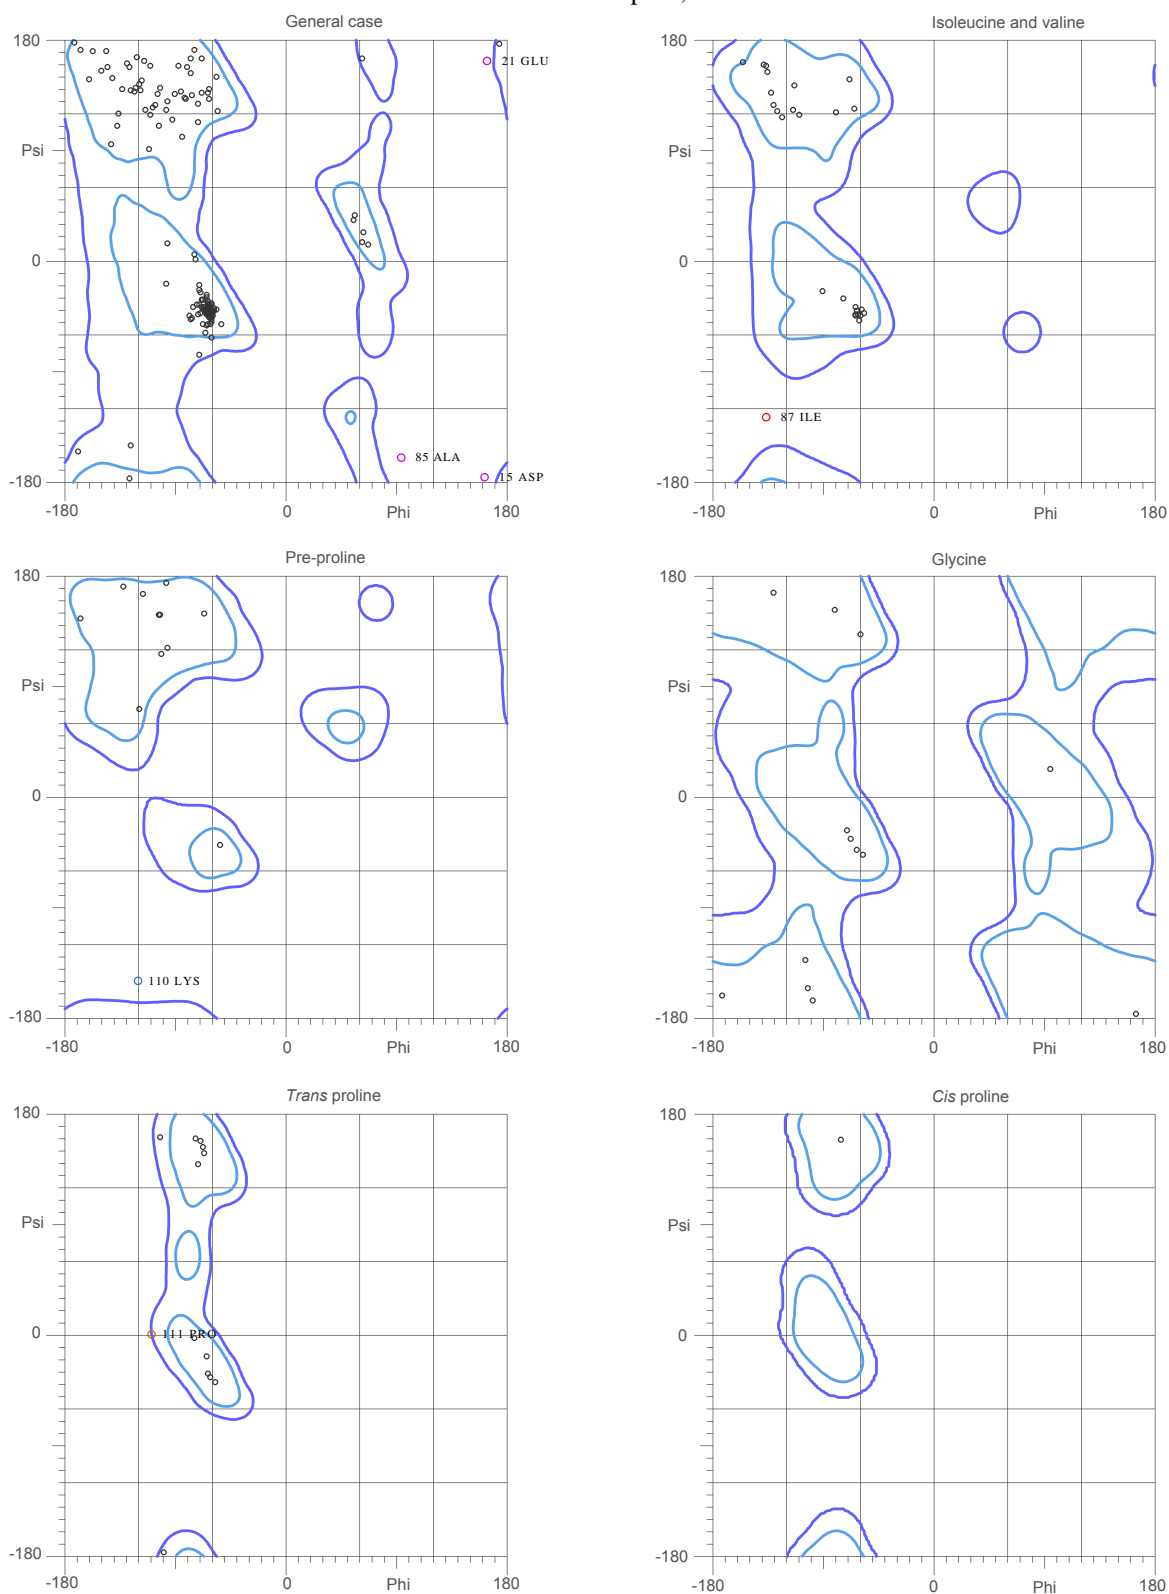 General case
180
Psi
0
-180
-180
0
Phi
180
21 GLU
85 ALA
15 ASP
Isoleucine and valine
180
Psi
0
-180
-180
0
Phi
180
87 ILE
Pre-proline
180
Psi
0
-180
-180
0
Phi
180
110 LYS
Glycine
180
Psi
0
-180
-180
0
Phi
180
Trans proline
180
Psi
0
-180
-180
0
Phi
180
111 PRO
Cis proline
180
Psi
0
-180
-180
0
Phi
180